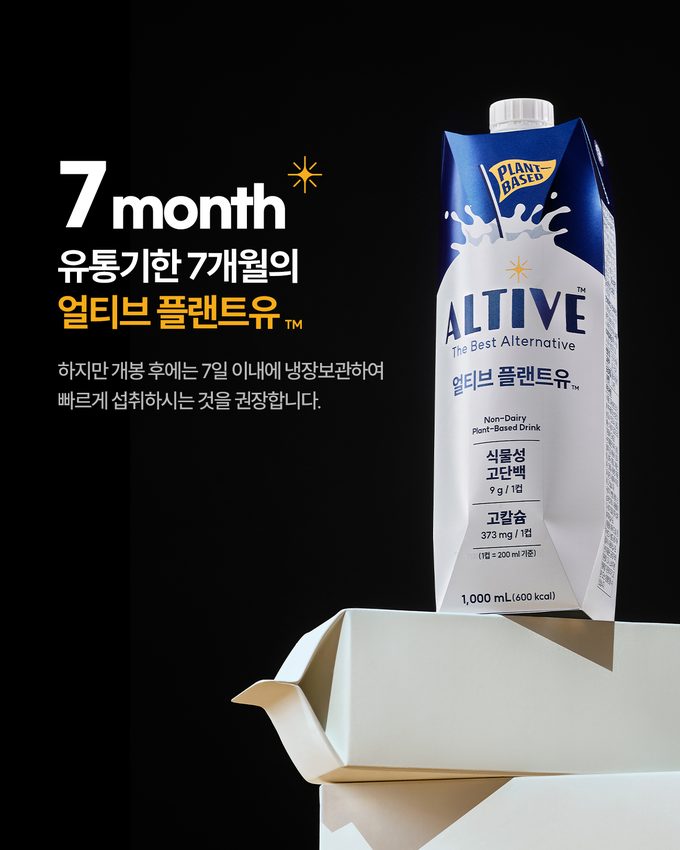 7 month
유통기한 7개월의
얼티브 플랜트유 TM
하지만 개봉 후에는 7일 이내에 냉장보관하여
빠르게 섭취하시는 것을 권장합니다.
PLANT-
BASED
ALTIVE TM
The Best Alternative
얼티브 플랜트유 TM
Non-Dairy
Plant-Based Drink
식물성
고단백
9 g / 1컵
고칼슘
373 mg / 1컵
(1컵 = 200 ml 기준)
1,000 mL(600 kcal)